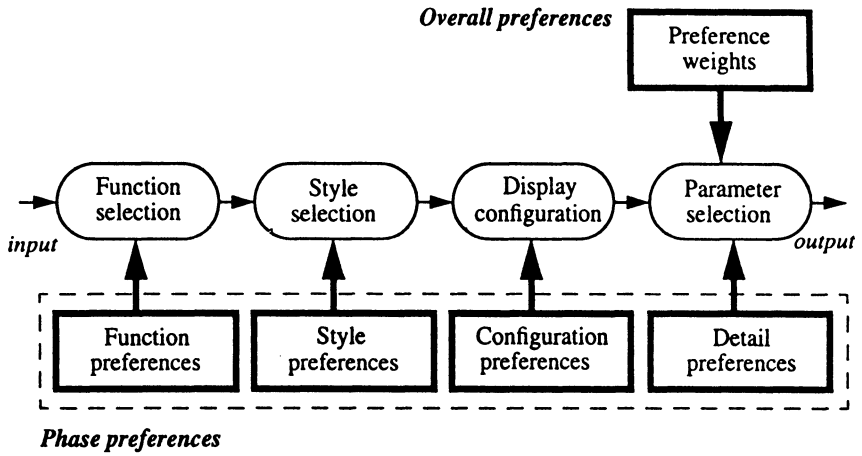 Overall preferences
Preference
weights
Function
selection
Style
selection
Display
configuration
Parameter
selection
input
output
Function
preferences
Style
preferences
Configuration
preferences
Detail
preferences
Phase preferences